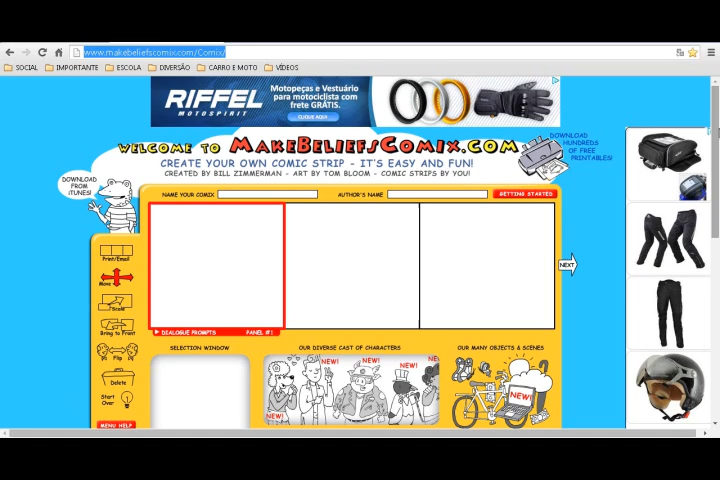 www.makebeliefscomix.com/Comix/
SOCIAL
IMPORTANTE
ESCOLA
DIVERSÃO
CARRO E MOTO
VÍDEOS
RIFFEL
MOTOSPIRIT
Motopeças e Vestuário
para motociclista com
frete GRÁTIS.
CLIQUE AQUI
WELCOME TO MAKEBELIEFSCOMIX.COM
CREATE YOUR OWN COMIC STRIP - IT'S EASY AND FUN!
CREATED BY BILL ZIMMERMAN - ART BY TOM BLOOM - COMIC STRIPS BY YOU!
DOWNLOAD
HUNDREDS
OF FREE
PRINTABLES!
DOWNLOAD
FROM
ITUNES!
NAME YOUR COMIX
AUTHOR'S NAME
GETTING STARTED
Print/Email
Move
Scale
Bring to Front
Flip
Delete
Start
Over
MENU HELP
NEXT
DIALOGUE PROMPTS
PANEL #1
SELECTION WINDOW
OUR DIVERSE CAST OF CHARACTERS
OUR MANY OBJECTS & SCENES
NEW!
NEW!
NEW!
NEW!
NEW!